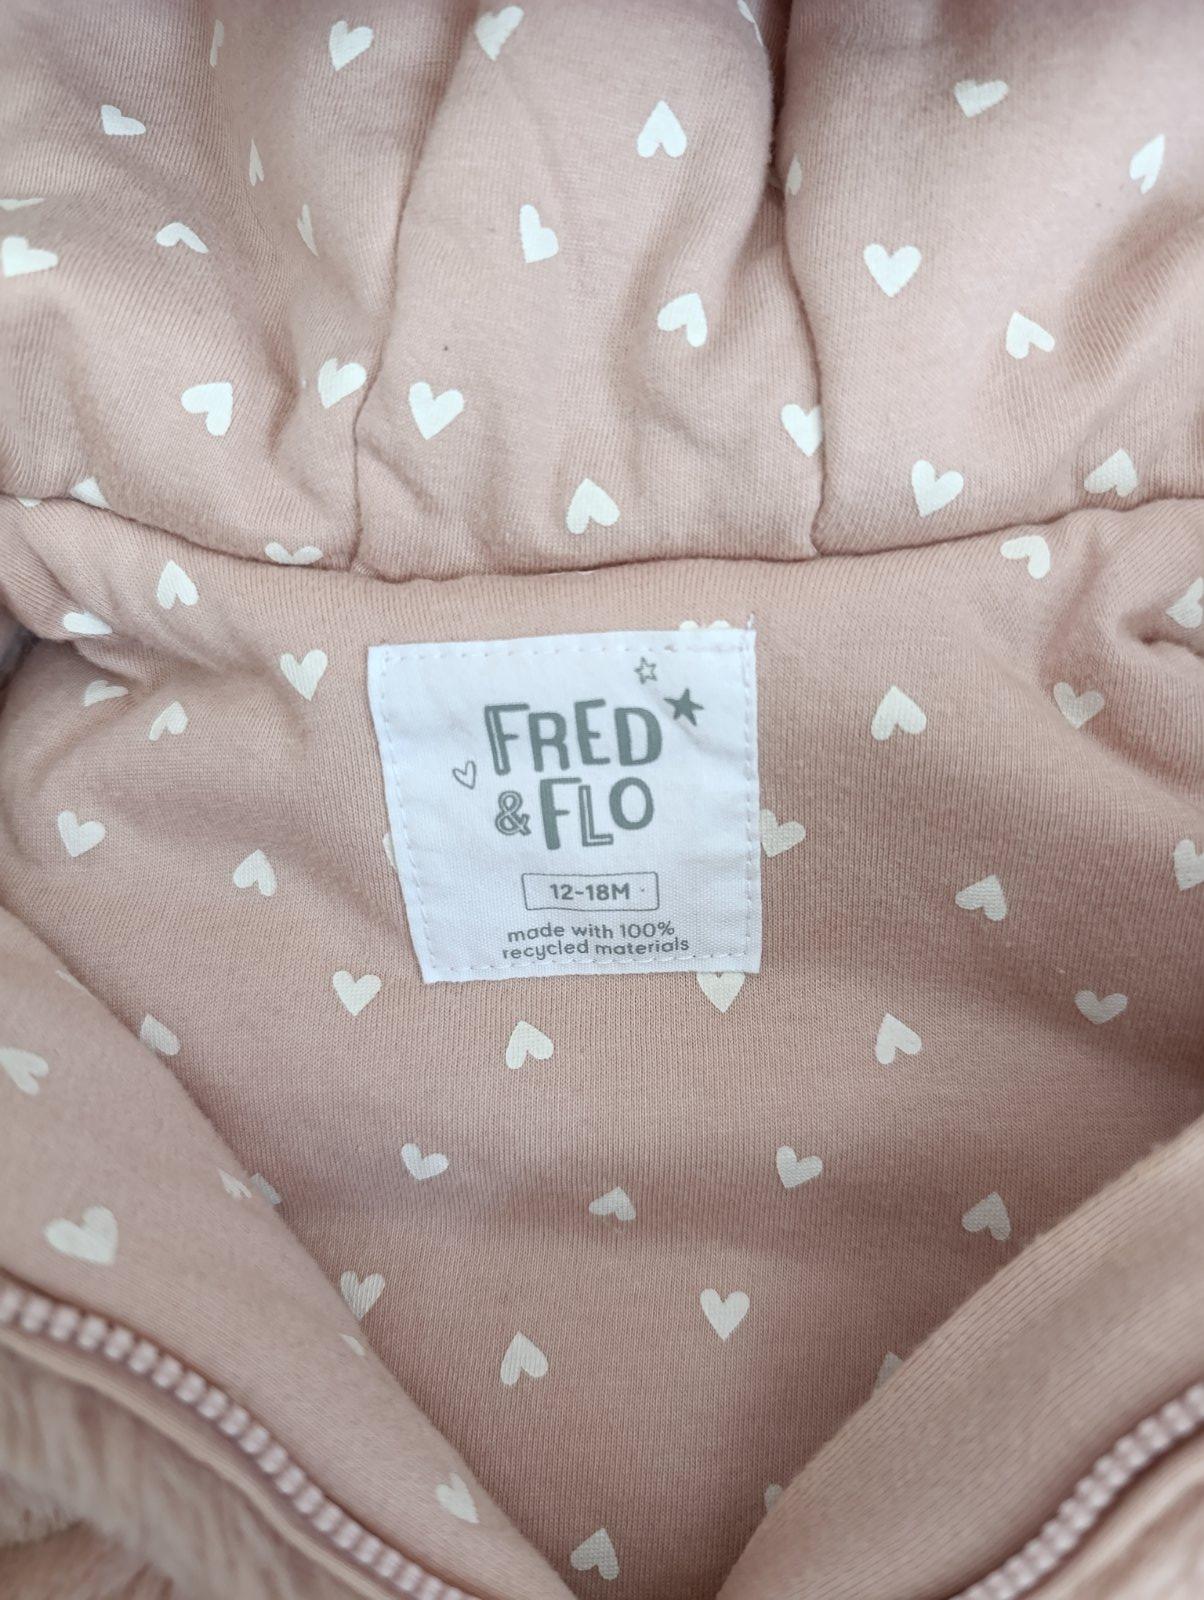 FRED
& FLO
12-18M
made with 100%
recycled materials